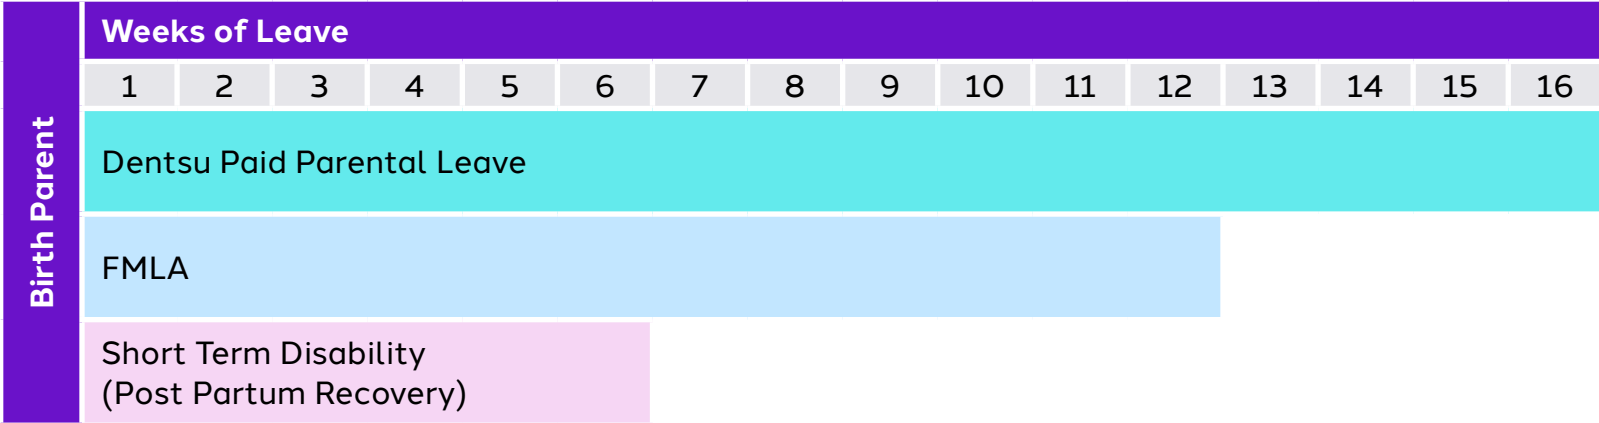 Birth Parent
Weeks of Leave
1 2 3 4 5 6 7 8 9 10 11 12 13 14 15 16
Dentsu Paid Parental Leave
FMLA
Short Term Disability
(Post Partum Recovery)